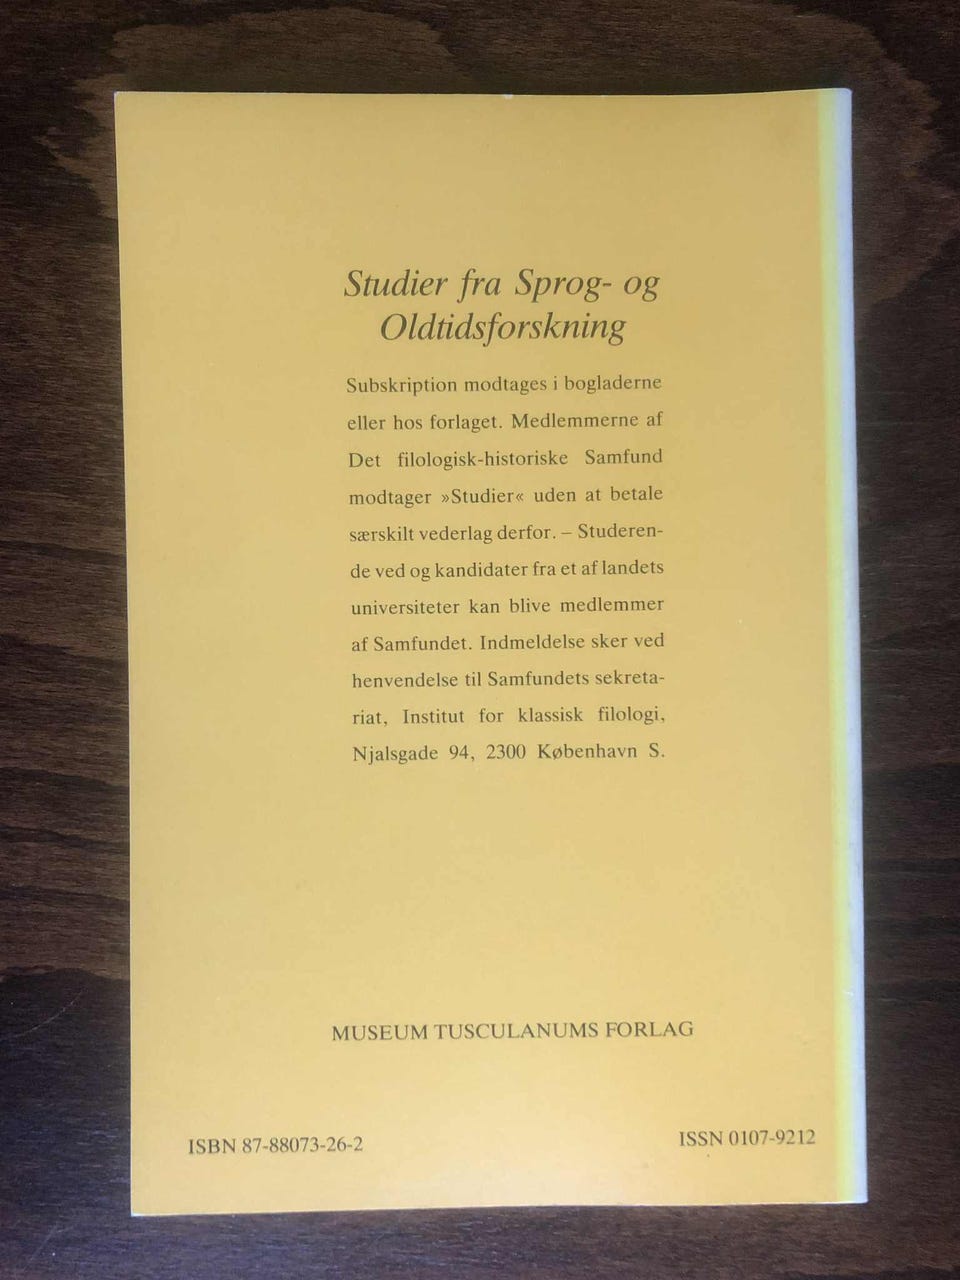 Studier fra Sprog- og
Oldtidsforskning
Subskription modtages i bogladerne
eller hos forlaget. Medlemmerne af
Det filologisk-historiske Samfund
modtager »Studier« uden at betale
særskilt vederlag derfor. – Studeren-
de ved og kandidater fra et af landets
universiteter kan blive medlemmer
af Samfundet. Indmeldelse sker ved
henvendelse til Samfundets sekreta-
riat, Institut for klassisk filologi,
Njalsgade 94, 2300 København S.
MUSEUM TUSCULANUMS FORLAG
ISBN 87-88073-26-2
ISSN 0107-9212